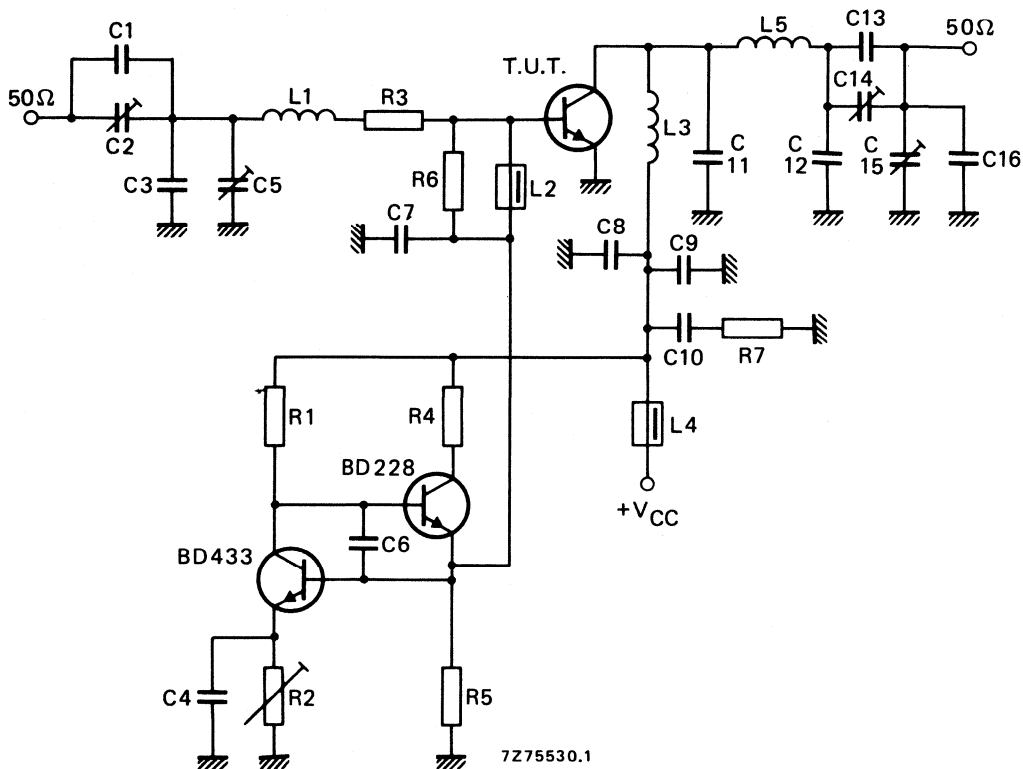 C1
C13
50Ω
L5
T.U.T.
50Ω
L1
R3
C14
C2
L3
C3
C5
R6
L2
C
11
C
12
C
15
C16
C7
C8
C9
C10
R7
R1
R4
L4
BD228
+VCC
C6
BD433
C4
R2
R5
7Z75530.1